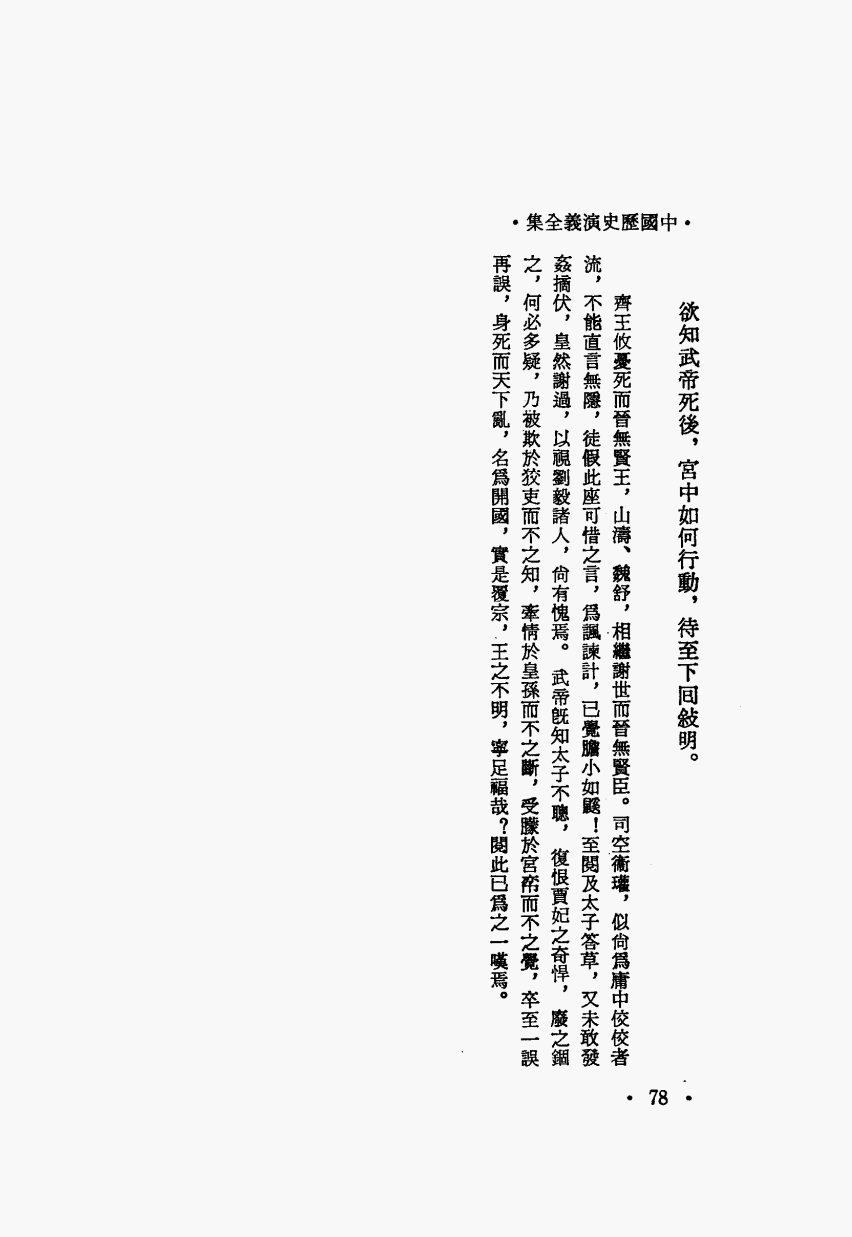 ·中國歷史演義全集·
欲知武帝死後，宮中如何行動，待至下回敍明。
齊王攸憂死而晉無賢王，山濤、魏舒，相繼謝世而晉無賢臣。司空衞瓘，似尙爲庸中佼佼者
流，不能直言無隱，徒假此座可惜之言，爲諷諫計，已覺膽小如鼷！至閱及太子答草，又未敢發
姦擿伏，皇然謝過，以視劉毅諸人，尙有愧焉。武帝旣知太子不聰，復恨賈妃之奇悍，廢之錮
之，何必多疑，乃被欺於狡吏而不之知，牽情於皇孫而不之斷，受朦於宮帟而不之覺，卒至一誤
再誤，身死而天下亂，名爲開國，實是覆宗，王之不明，寧足福哉？閱此已爲之一嘆焉。
· 78 ·